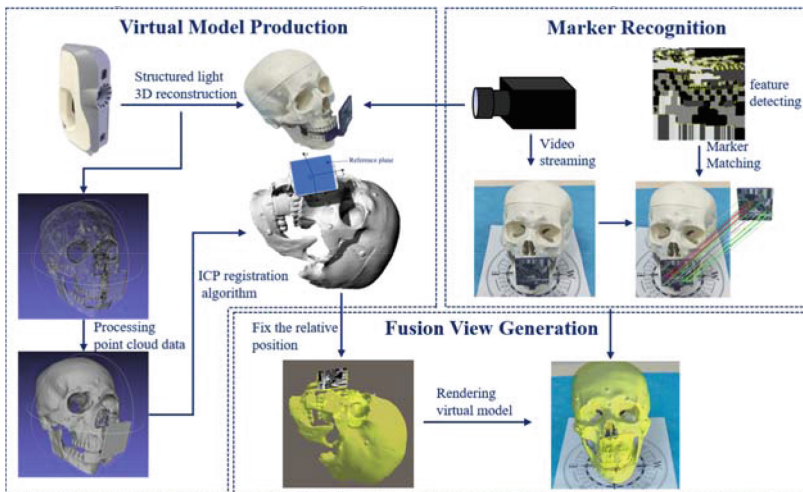 Virtual Model Production
Marker Recognition
Structured light
3D reconstruction
feature
detecting
Video
streaming
Marker
Matching
Reference plane
ICP registration
algorithm
Processing
point cloud data
Fix the relative
position
Fusion View Generation
Rendering
virtual model